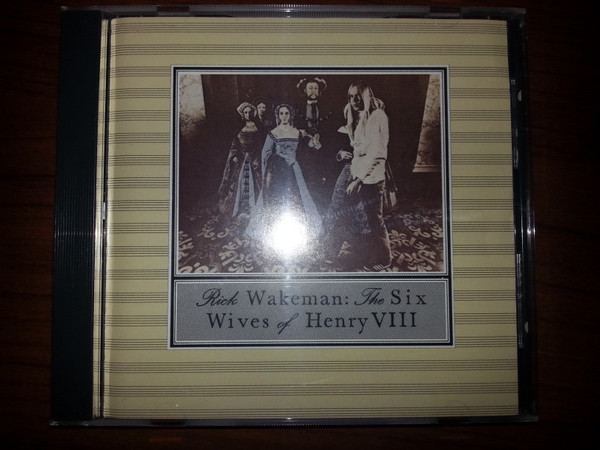 Rick Wakeman: The Six
Wives of Henry VIII